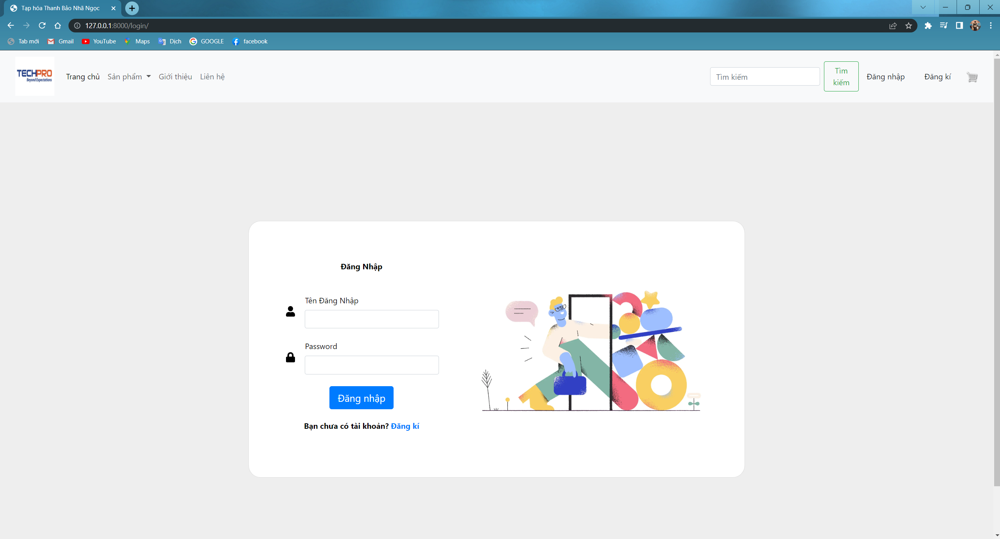 Tạp hóa Thanh Bảo Nhã Ngọc
127.0.0.1:8000/login/
Tab mới Gmail YouTube Maps Dịch GOOGLE facebook
TECHPRO
Beyond Expectations
Trang chủ Sản phẩm Giới thiệu Liên hệ Tìm kiếm Tìm kiếm Đăng nhập Đăng kí
Đăng Nhập
Tên Đăng Nhập
Password
Đăng nhập
Bạn chưa có tài khoản? Đăng kí